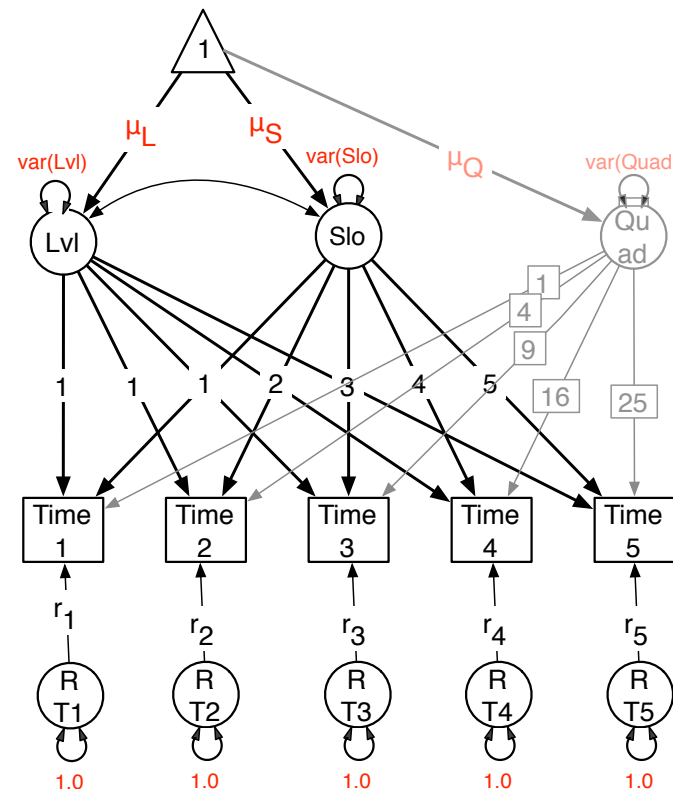 1
μL
μS
μQ
var(Lvl)
var(Slo)
var(Quad
Lvl
Slo
Qu
ad
1
4
9
16
25
1
1
1
2
3
4
5
Time
1
Time
2
Time
3
Time
4
Time
5
r1
r2
r3
r4
r5
R
T1
R
T2
R
T3
R
T4
R
T5
1.0
1.0
1.0
1.0
1.0